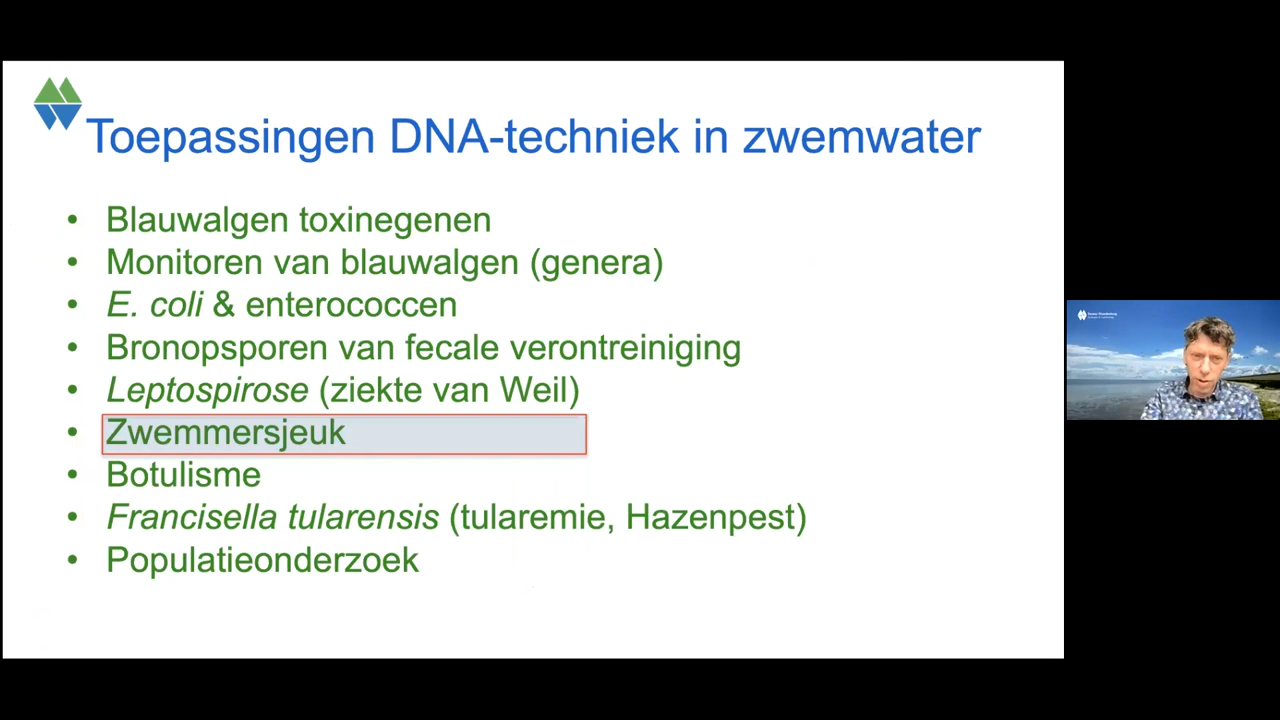 Toepassingen DNA-techniek in zwemwater
• Blauwalgen toxinegenen
• Monitoren van blauwalgen (genera)
• E. coli & enterococcen
• Bronopsporen van fecale verontreiniging
• Leptospirose (ziekte van Weil)
• Zwemmersjeuk
• Botulisme
• Francisella tularensis (tularemie, Hazenpest)
• Populatieonderzoek